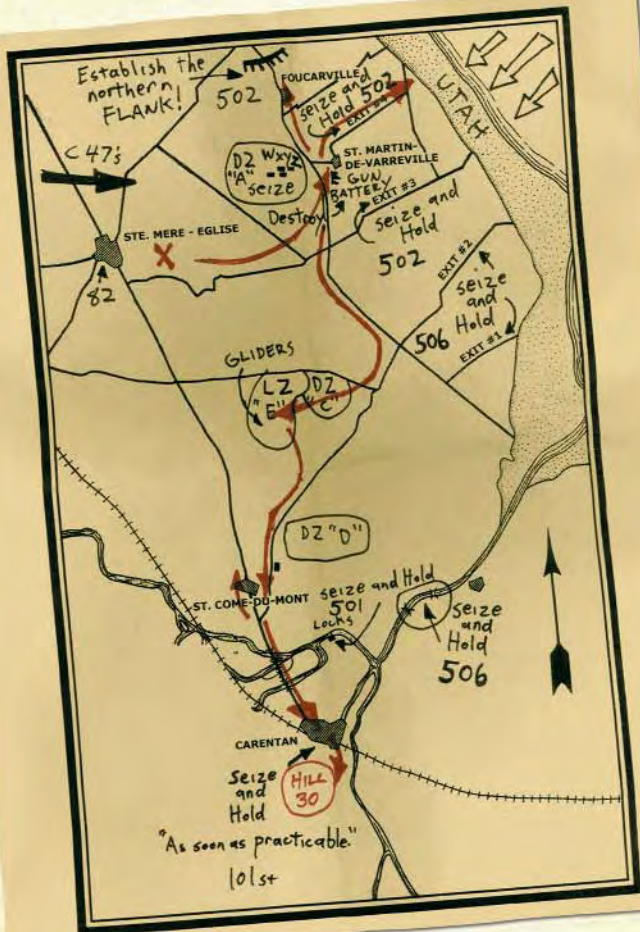 Establish the
northern
FLANK!
502
FOUCARVILLE
seize and
Hold 502
EXIT #4
UTAH
C 47's
DZ WXYZ
"A" seize
ST. MARTIN-
DE-VARREVILLE
GUN
BATTERY
Destroy
EXIT #3
seize and
Hold
502
STE. MERE - EGLISE
82
EXIT #2
seize
and
Hold
506
EXIT #1
GLIDERS
LZ
"E"
DZ
"C"
DZ "D"
ST. COME-DU-MONT
seize and Hold
501
Locks
seize
and
Hold
506
CARENTAN
Seize
and
Hold
HILL
30
"As soon as practicable."
101st